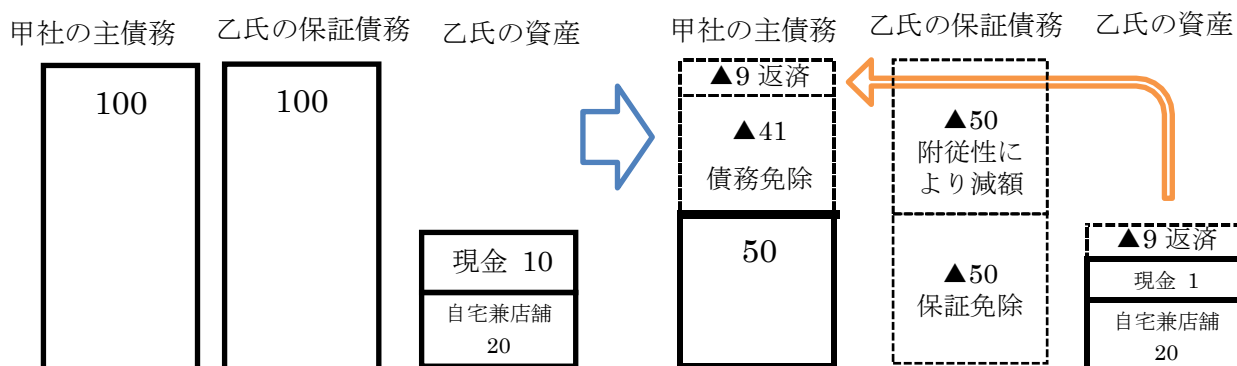 甲社の主債務
乙氏の保証債務
乙氏の資産
100
100
現金 10
自宅兼店舗
20
甲社の主債務
乙氏の保証債務
乙氏の資産
▲9 返済
▲41
債務免除
50
▲50
附従性に
より減額
▲50
保証免除
▲9 返済
現金 1
自宅兼店舗
20